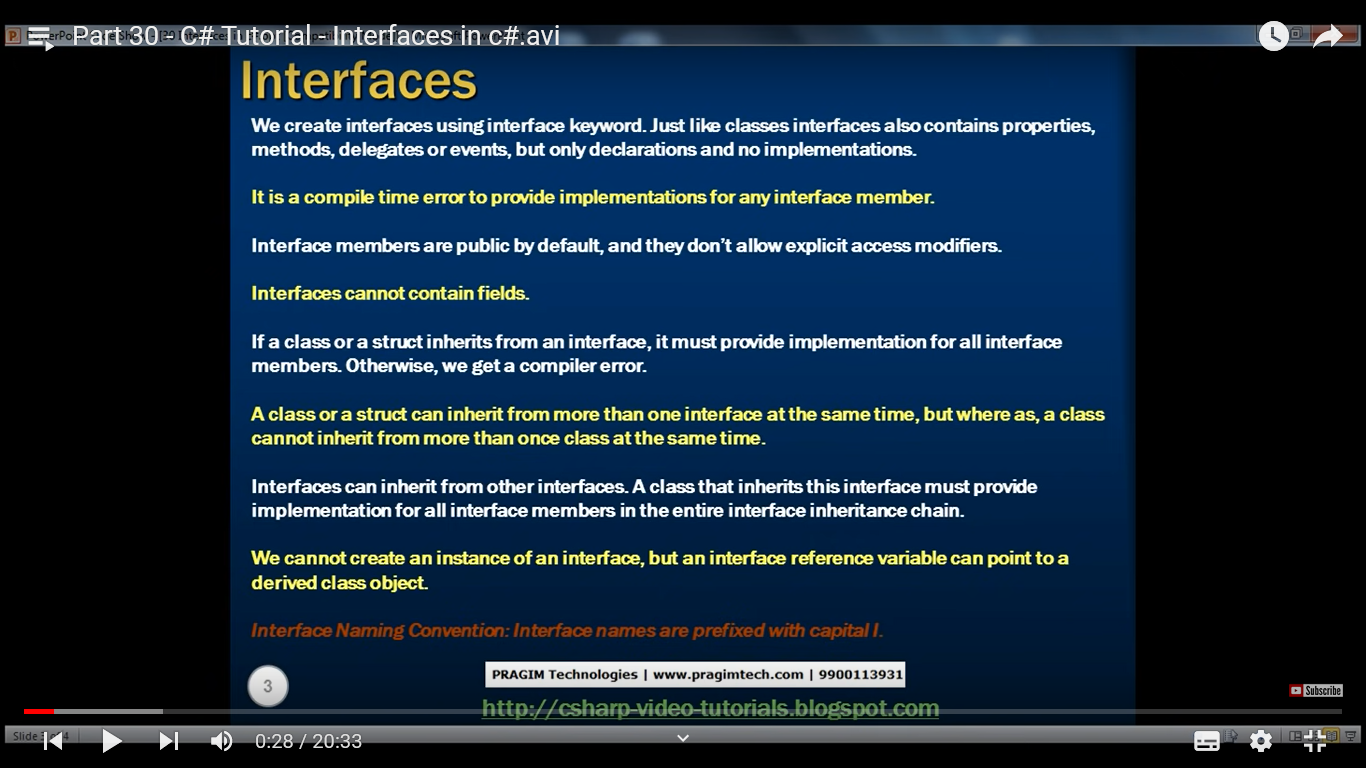 Part 30 - C# Tutorial - Interfaces in c#.avi
Interfaces
We create interfaces using interface keyword. Just like classes interfaces also contains properties,
methods, delegates or events, but only declarations and no implementations.
It is a compile time error to provide implementations for any interface member.
Interface members are public by default, and they don't allow explicit access modifiers.
Interfaces cannot contain fields.
If a class or a struct inherits from an interface, it must provide implementation for all interface
members. Otherwise, we get a compiler error.
A class or a struct can inherit from more than one interface at the same time, but where as, a class
cannot inherit from more than once class at the same time.
Interfaces can inherit from other interfaces. A class that inherits this interface must provide
implementation for all interface members in the entire interface inheritance chain.
We cannot create an instance of an interface, but an interface reference variable can point to a
derived class object.
Interface Naming Convention: Interface names are prefixed with capital I.
3
PRAGIM Technologies | www.pragimtech.com | 9900113931
http://csharp-video-tutorials.blogspot.com
Subscribe
Slide
0:28 / 20:33